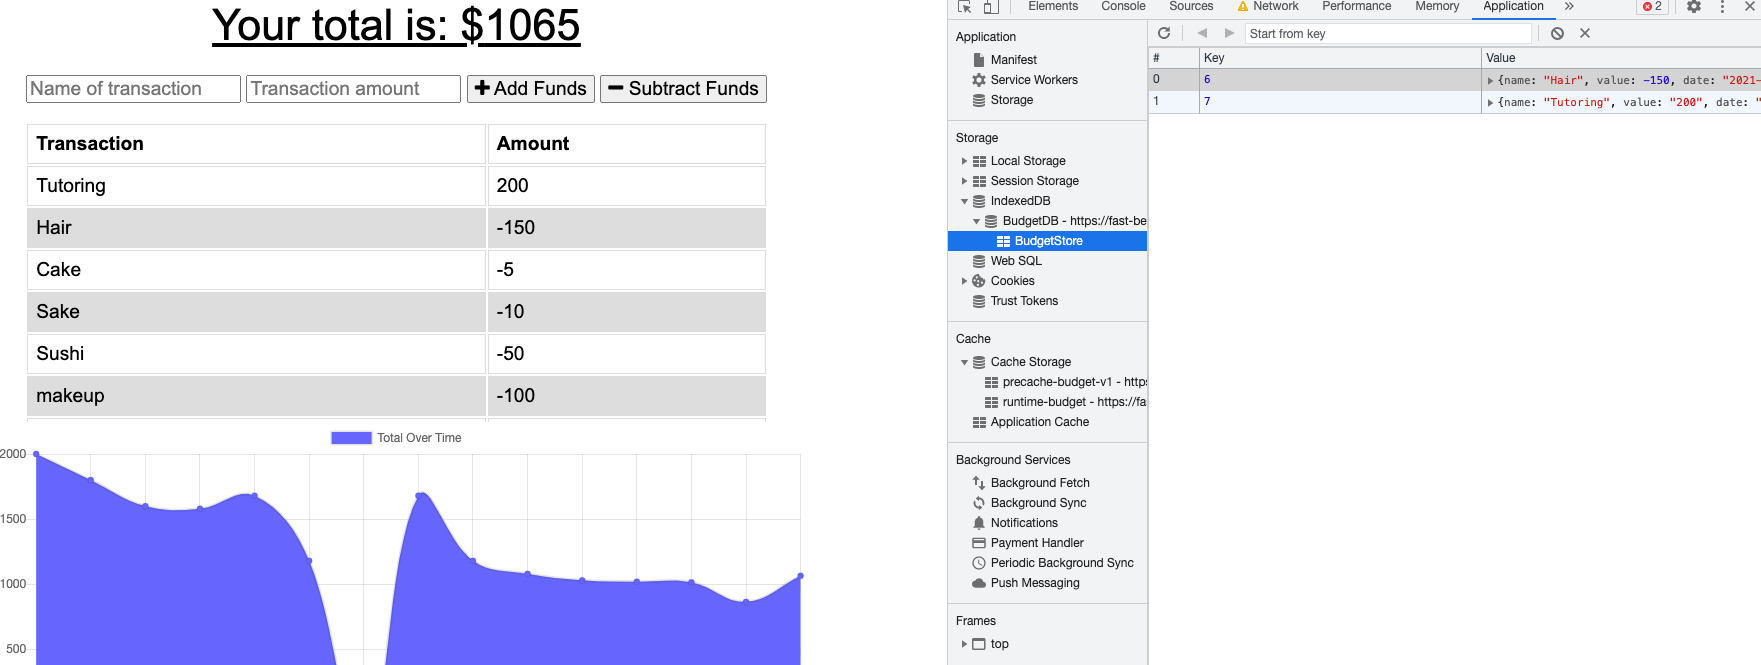 Your total is: $1065
Name of transaction Transaction amount + Add Funds − Subtract Funds
Transaction Amount
Tutoring 200
Hair -150
Cake -5
Sake -10
Sushi -50
makeup -100
Total Over Time
2000
1500
1000
500
Elements Console Sources Network Performance Memory Application » 2
Application
Manifest
Service Workers
Storage
Storage
Local Storage
Session Storage
IndexedDB
BudgetDB - https://fast-be
BudgetStore
Web SQL
Cookies
Trust Tokens
Cache
Cache Storage
precache-budget-v1 - https
runtime-budget - https://fa
Application Cache
Background Services
Background Fetch
Background Sync
Notifications
Payment Handler
Periodic Background Sync
Push Messaging
Frames
top
Start from key
# Key Value
0 6 {name: "Hair", value: −150, date: "2021-
1 7 {name: "Tutoring", value: "200", date: "